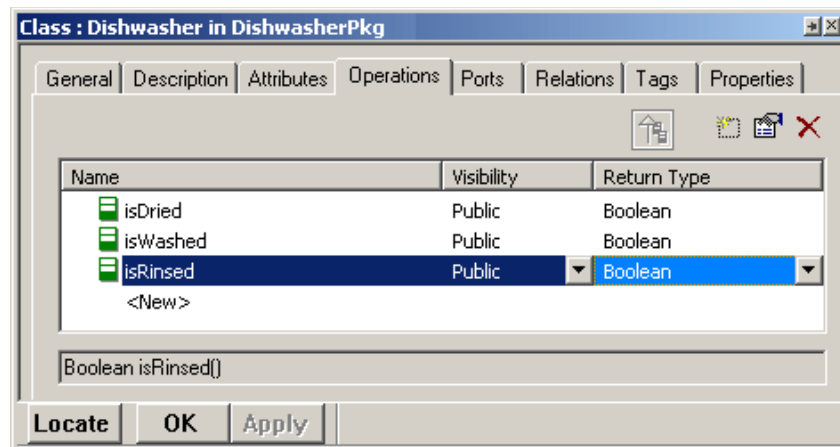 Class : Dishwasher in DishwasherPkg
General Description Attributes Operations Ports Relations Tags Properties
Name Visibility Return Type
isDried Public Boolean
isWashed Public Boolean
isRinsed Public Boolean
<New>
Boolean isRinsed()
Locate OK Apply